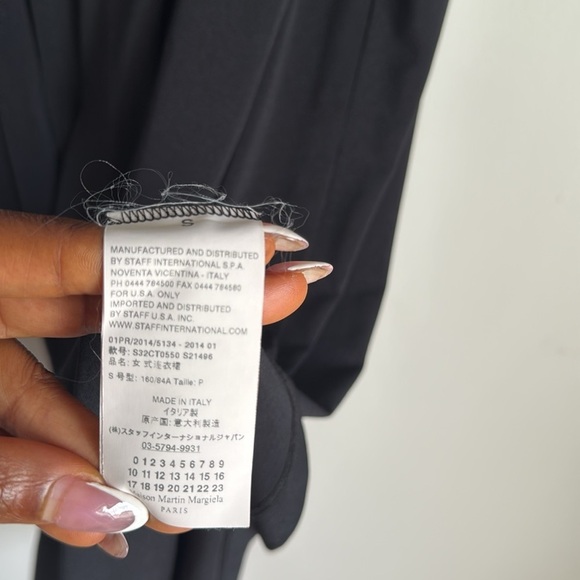 S
MANUFACTURED AND DISTRIBUTED
BY STAFF INTERNATIONAL S.P.A.
NOVENTA VICENTINA - ITALY
PH 0444 784500 FAX 0444 784580
FOR U.S.A. ONLY
IMPORTED AND DISTRIBUTED
BY STAFF U.S.A. INC.
WWW.STAFFINTERNATIONAL.COM
01PR/2014/5134 - 2014 01
款号: S32CT0550 S21496
品名: 女式连衣裙
S 号型: 160/84A Taille: P
MADE IN ITALY
イタリア製
原产国: 意大利製造
(株)スタッフインターナショナルジャパン
03-5794-9931
0 1 2 3 4 5 6 7 8 9
10 11 12 13 14 15 16
17 18 19 20 21 22 23
Maison Martin Margiela
PARIS